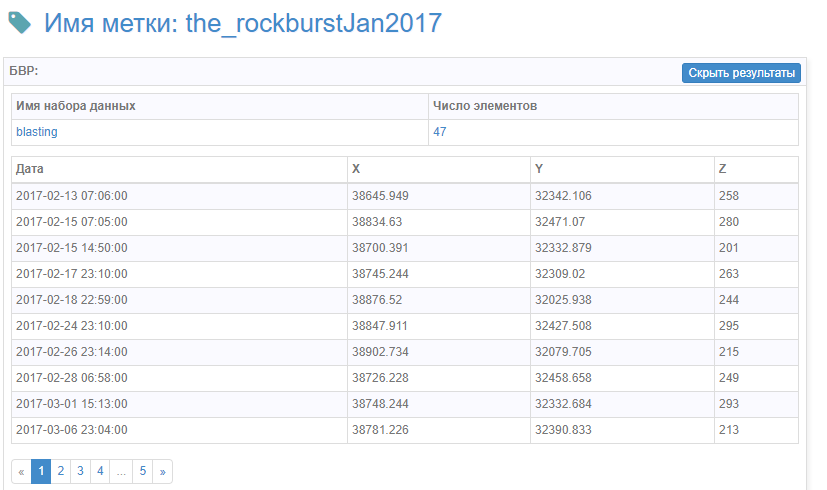 Имя метки: the_rockburstJan2017
БВР: Скрыть результаты
Имя набора данных Число элементов
blasting 47
Дата X Y Z
2017-02-13 07:06:00 38645.949 32342.106 258
2017-02-15 07:05:00 38834.63 32471.07 280
2017-02-15 14:50:00 38700.391 32332.879 201
2017-02-17 23:10:00 38745.244 32309.02 263
2017-02-18 22:59:00 38876.52 32025.938 244
2017-02-24 23:10:00 38847.911 32427.508 295
2017-02-26 23:14:00 38902.734 32079.705 215
2017-02-28 06:58:00 38726.228 32458.658 249
2017-03-01 15:13:00 38748.244 32332.684 293
2017-03-06 23:04:00 38781.226 32390.833 213
« 1 2 3 4 ... 5 »